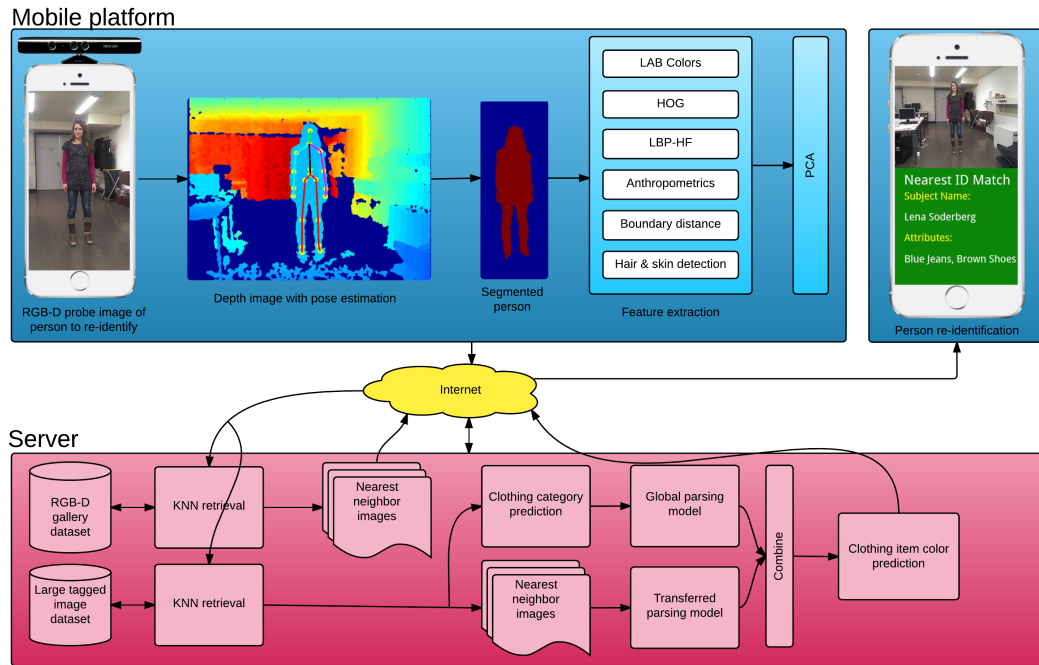 Mobile platform
RGB-D probe image of
person to re-identify
Depth image with pose estimation
Segmented
person
LAB Colors
HOG
LBP-HF
Anthropometrics
Boundary distance
Hair & skin detection
Feature extraction
PCA
Nearest ID Match
Subject Name:
Lena Soderberg
Attributes:
Blue Jeans, Brown Shoes
Person re-identification
Internet
Server
RGB-D
gallery
dataset
KNN retrieval
Nearest
neighbor
images
Clothing category
prediction
Global parsing
model
Large tagged
image
dataset
KNN retrieval
Nearest
neighbor
images
Transferred
parsing model
Combine
Clothing item color
prediction